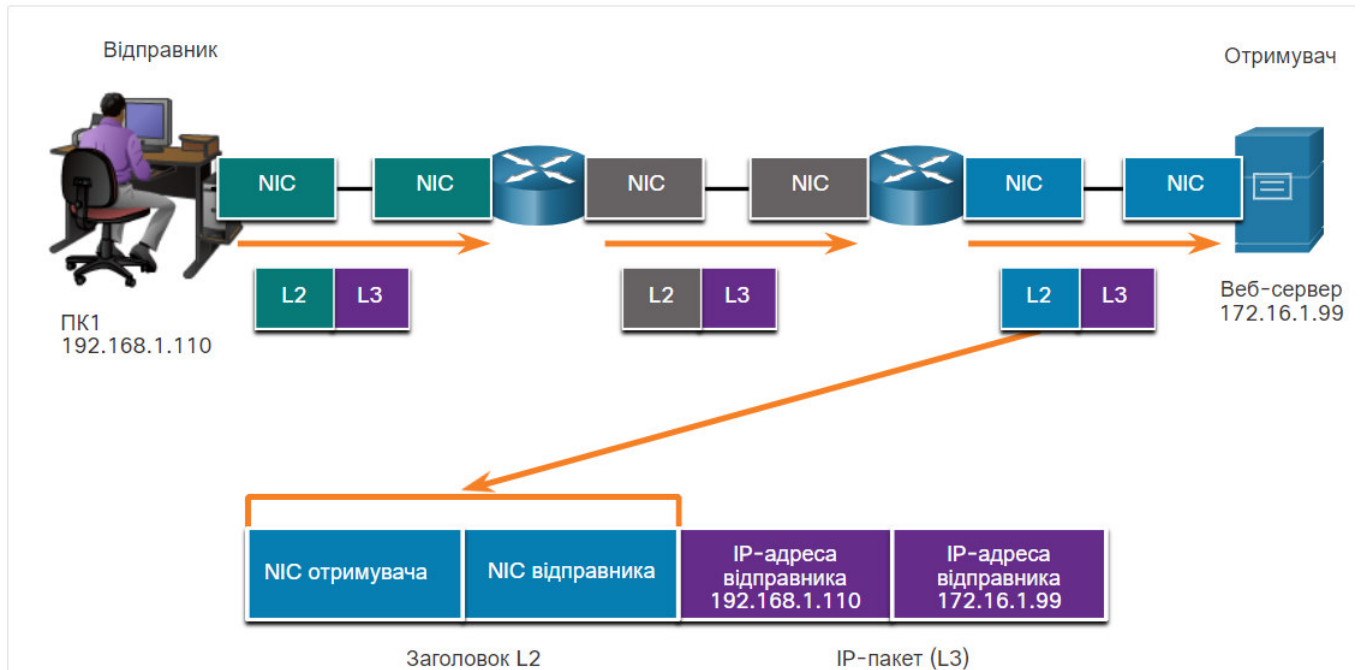 Відправник
Отримувач
NIC
NIC
NIC
NIC
NIC
NIC
L2
L3
L2
L3
L2
L3
ПК1
192.168.1.110
Веб-сервер
172.16.1.99
NIC отримувача
NIC відправника
IP-адреса
відправника
192.168.1.110
IP-адреса
відправника
172.16.1.99
Заголовок L2
IP-пакет (L3)